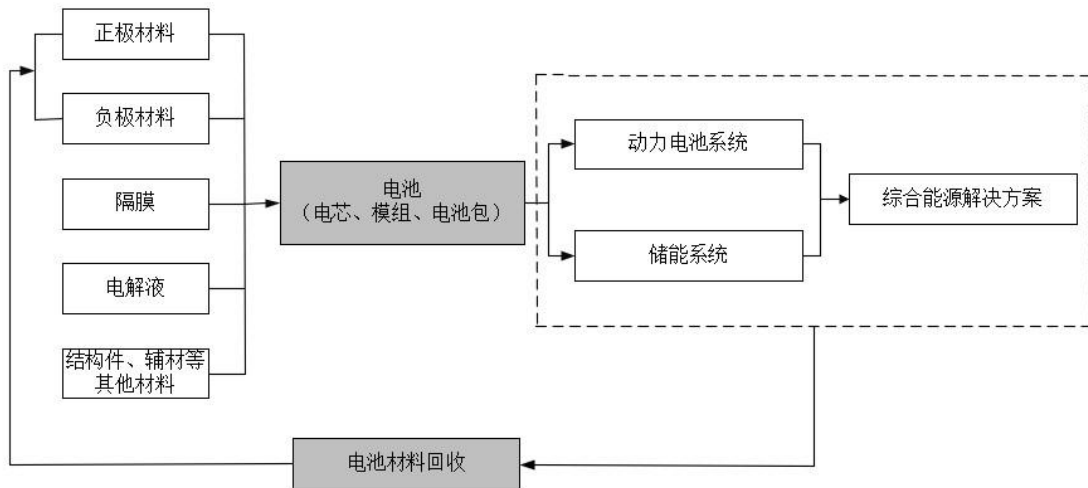 正极材料
负极材料
隔膜
电解液
结构件、辅材等
其他材料
电池
（电芯、模组、电池包）
动力电池系统
储能系统
综合能源解决方案
电池材料回收